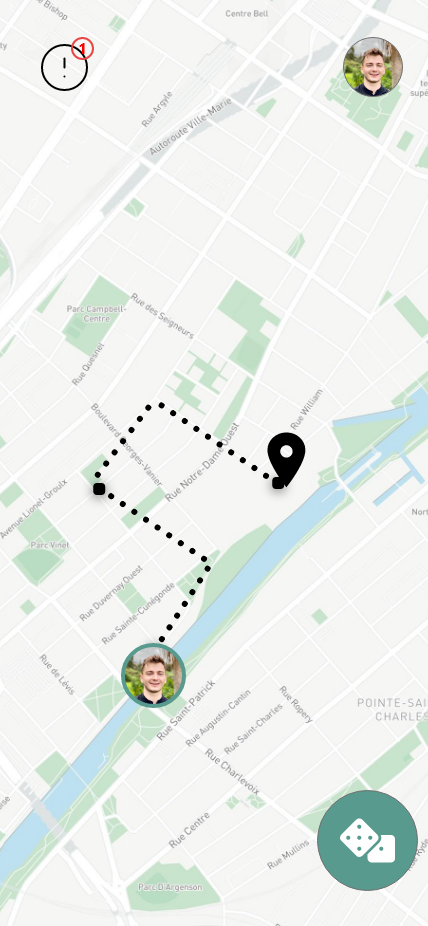 Rue Bishop
Centre Bell
1
!
Rue Argyle
Autoroute Ville-Marie
Parc Campbell-
Centre
Rue des Seigneurs
Rue Quesnel
Rue William
Boulevard Georges-Vanier
Rue Notre-Dame Ouest
Avenue Lionel-Groulx
Parc Vinet
Rue Duvernay Ouest
Rue Sainte-Cunégonde
Rue de Lévis
Rue Saint-Patrick
Rue Augustin-Cantin
Rue Ropery
Rue Saint-Charles
POINTE-SAI
CHARLES
Rue Charlevoix
Rue Centre
Rue Mullins
Parc D'Argenson